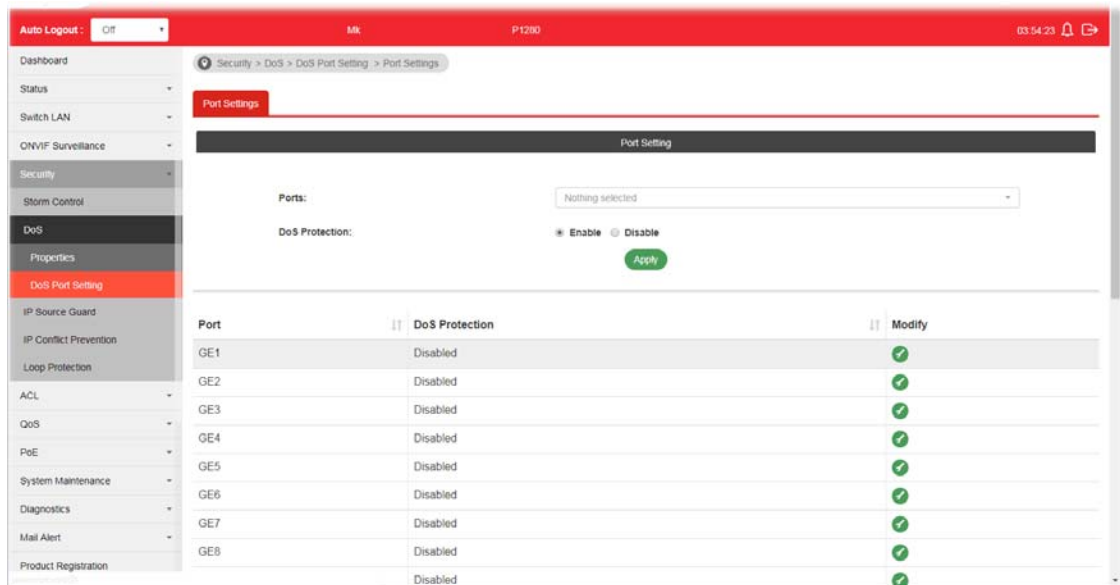 Auto Logout : Off Mk P1280 03:54:23
Dashboard
Status
Switch LAN
ONVIF Surveillance
Security
Storm Control
DoS
Properties
DoS Port Setting
IP Source Guard
IP Conflict Prevention
Loop Protection
ACL
QoS
PoE
System Maintenance
Diagnostics
Mail Alert
Product Registration
Security > DoS > DoS Port Setting > Port Settings
Port Settings
Port Setting
Ports: Nothing selected
DoS Protection: Enable Disable
Apply
Port DoS Protection Modify
GE1 Disabled
GE2 Disabled
GE3 Disabled
GE4 Disabled
GE5 Disabled
GE6 Disabled
GE7 Disabled
GE8 Disabled
Disabled